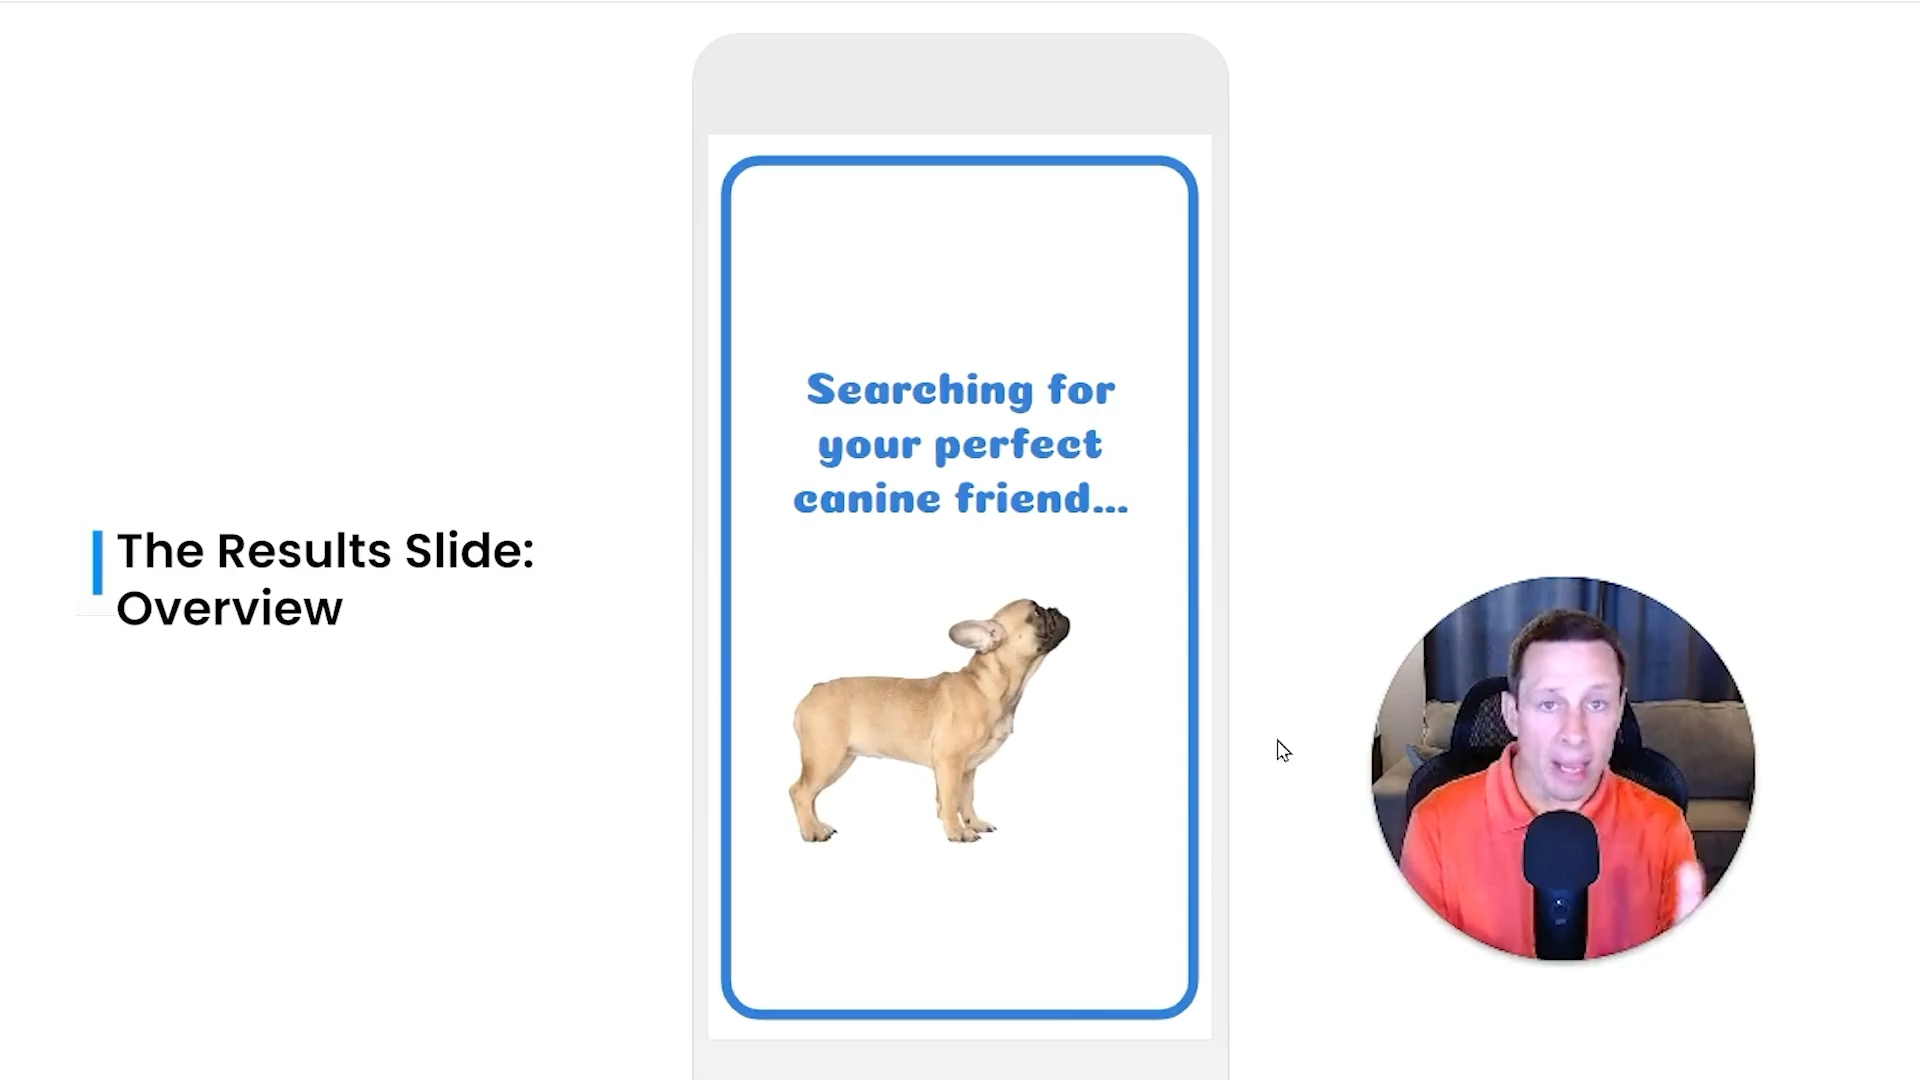 The Results Slide:
Overview
Searching for
your perfect
canine friend...